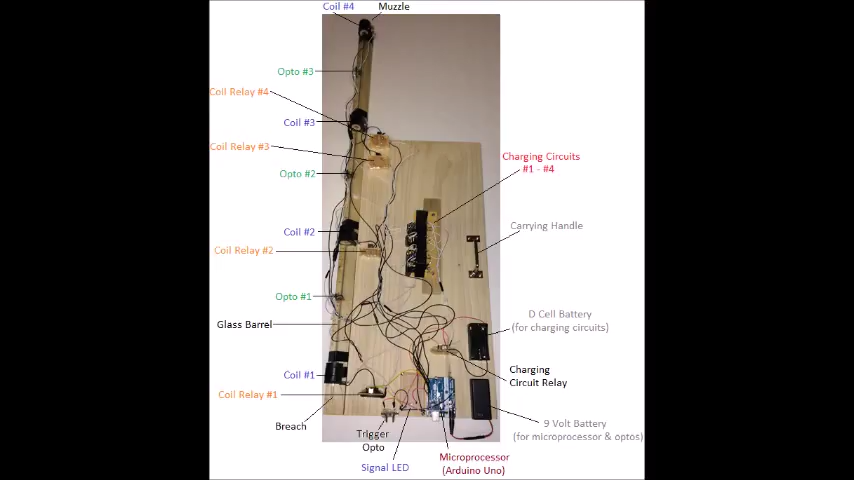 Coil #4 Muzzle
Opto #3
Coil Relay #4
Coil #3
Coil Relay #3
Charging Circuits
#1 - #4
Opto #2
Carrying Handle
Coil #2
Coil Relay #2
Opto #1
D Cell Battery
(for charging circuits)
Glass Barrel
Charging
Circuit Relay
Coil #1
Coil Relay #1
Breach
9 Volt Battery
(for microprocessor & optos)
Trigger
Opto
Microprocessor
(Arduino Uno)
Signal LED